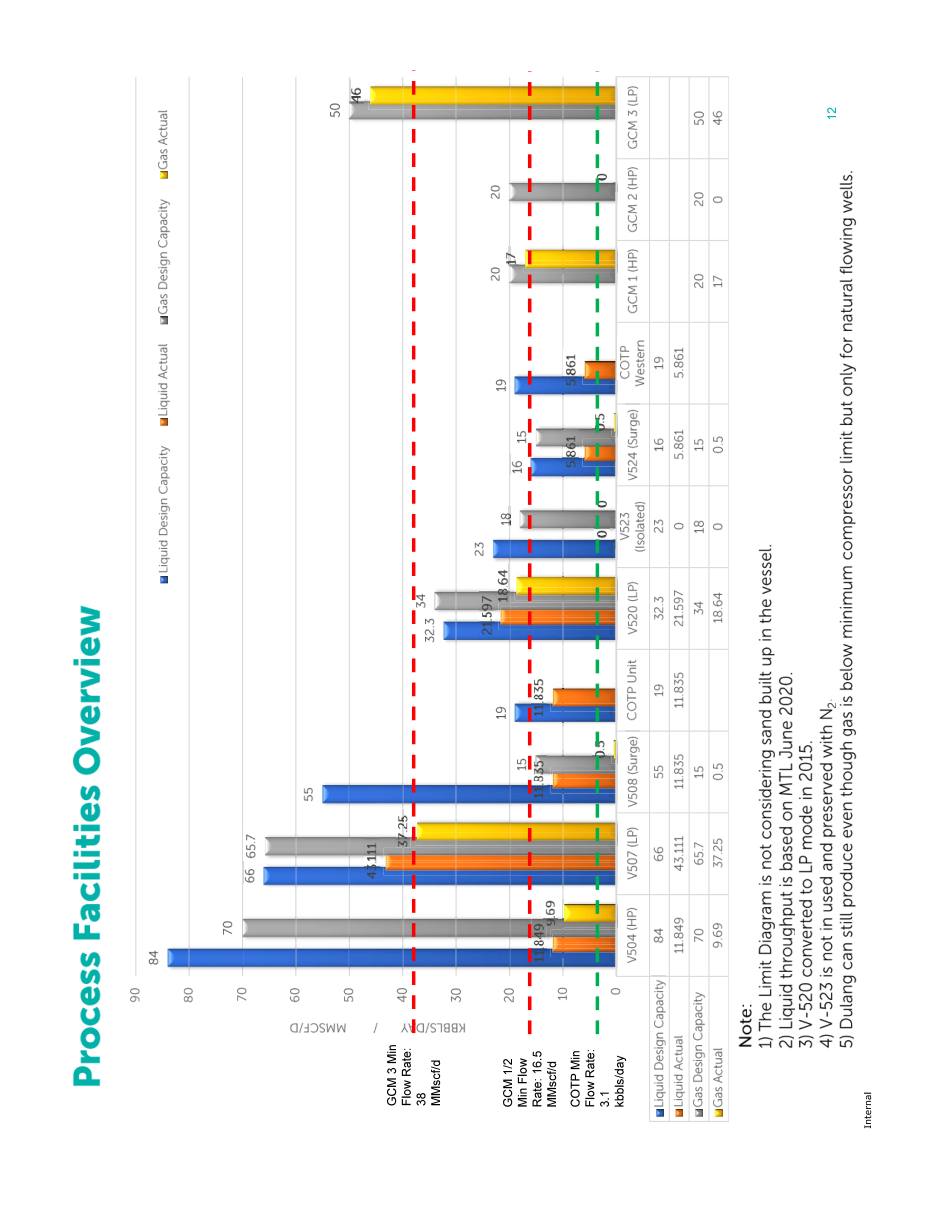 Process Facilities Overview
Liquid Design Capacity Liquid Actual Gas Design Capacity Gas Actual
90
80
70
60
50
40
30
20
10
0
KBBLS/DAY / MMSCF/D
GCM 3 Min
Flow Rate:
38
MMscf/d
GCM 1/2
Min Flow
Rate: 16.5
MMscf/d
COTP Min
Flow Rate:
3.1
kbbls/day
84 11.849 70 9.69
66 43.111 65.7 37.25
55 11.835 15 0.5
19 11.835
32.3 21.597 34 18.64
23 0 18 0
16 5.861 15 0.5
19 5.861
20 17
20 0
50 46
V504 (HP) V507 (LP) V508 (Surge) COTP Unit V520 (LP) V523 (Isolated) V524 (Surge) COTP Western GCM 1 (HP) GCM 2 (HP) GCM 3 (LP)
Liquid Design Capacity 84 66 55 19 32.3 23 16 19
Liquid Actual 11.849 43.111 11.835 11.835 21.597 0 5.861 5.861
Gas Design Capacity 70 65.7 15 34 18 15 20 20 50
Gas Actual 9.69 37.25 0.5 18.64 0 0.5 17 0 46
Note:
1) The Limit Diagram is not considering sand built up in the vessel.
2) Liquid throughput is based on MTL June 2020.
3) V-520 converted to LP mode in 2015.
4) V-523 is not in used and preserved with N2.
5) Dulang can still produce even though gas is below minimum compressor limit but only for natural flowing wells.
12
Internal